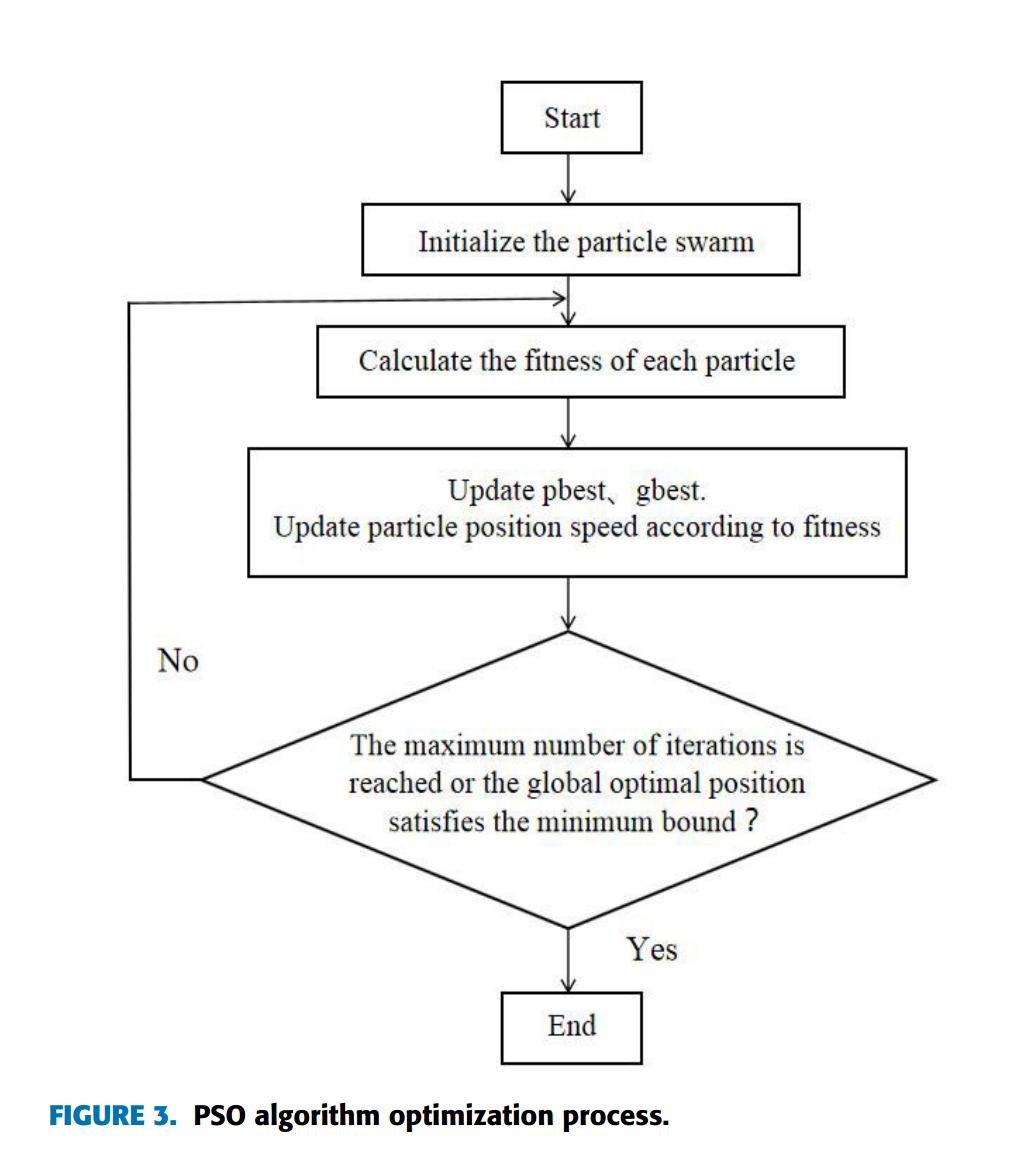 Start
Initialize the particle swarm
Calculate the fitness of each particle
Update pbest、gbest.
Update particle position speed according to fitness
No
The maximum number of iterations is
reached or the global optimal position
satisfies the minimum bound？
Yes
End
FIGURE 3. PSO algorithm optimization process.